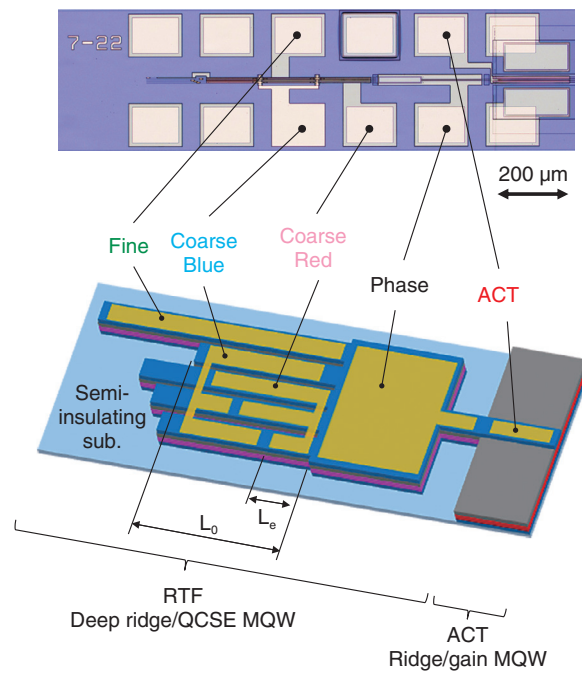 7-22
200 μm
Fine
Coarse
Blue
Coarse
Red
Phase
ACT
Semi-
insulating
sub.
L₀
Lₑ
RTF
Deep ridge/QCSE MQW
ACT
Ridge/gain MQW